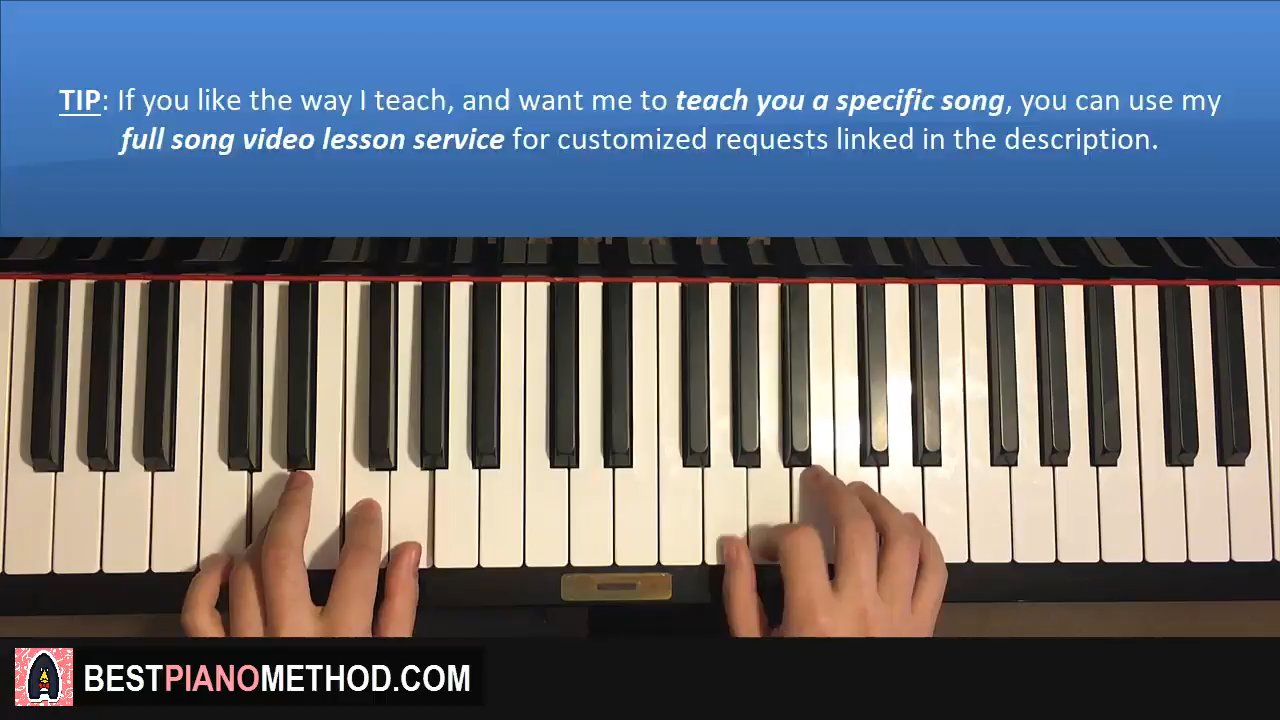 TIP: If you like the way I teach, and want me to teach you a specific song, you can use my
full song video lesson service for customized requests linked in the description.
BESTPIANOMETHOD.COM